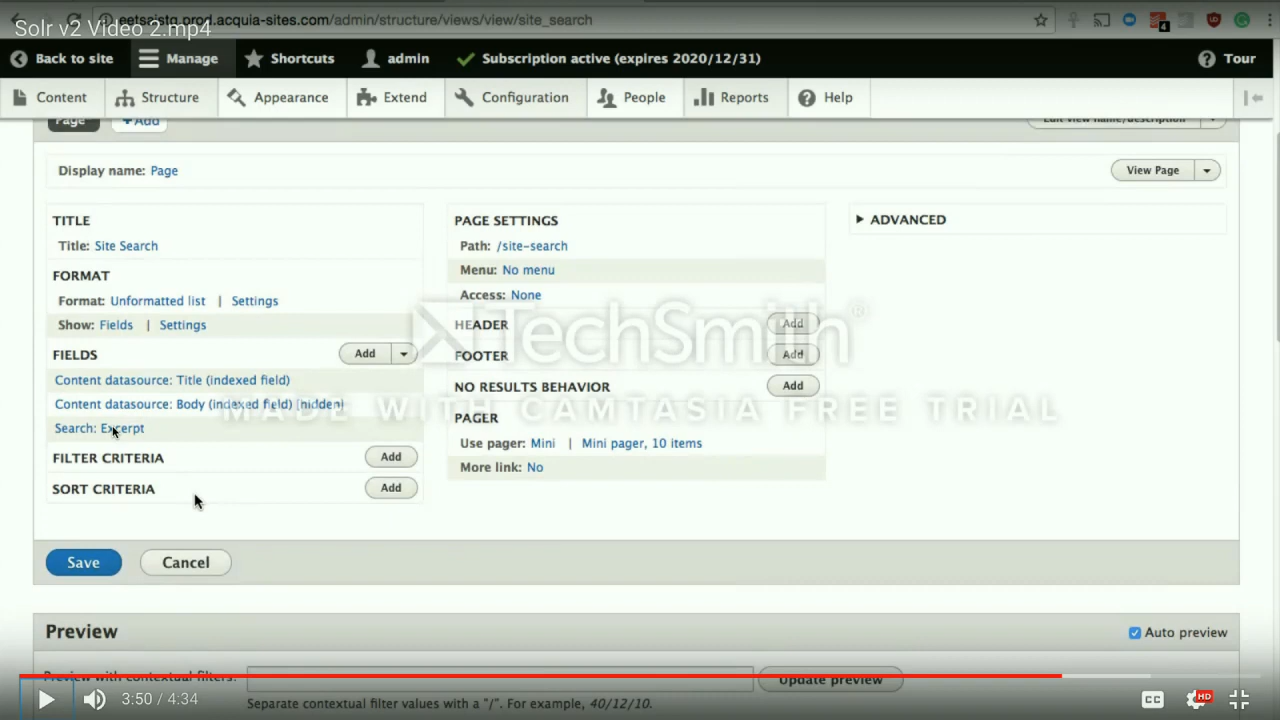 eetsaistg.prod.acquia-sites.com/admin/structure/views/view/site_search
Solr v2 Video 2.mp4
4
Back to site Manage Shortcuts admin Subscription active (expires 2020/12/31) Tour
Content Structure Appearance Extend Configuration People Reports Help
Page +Add Edit view name/description
Display name: Page View Page
TITLE
Title: Site Search
FORMAT
Format: Unformatted list | Settings
Show: Fields | Settings
FIELDS Add
Content datasource: Title (indexed field)
Content datasource: Body (indexed field) [hidden]
Search: Excerpt
FILTER CRITERIA Add
SORT CRITERIA Add
PAGE SETTINGS
Path: /site-search
Menu: No menu
Access: None
HEADER Add
FOOTER Add
NO RESULTS BEHAVIOR Add
PAGER
Use pager: Mini | Mini pager, 10 items
More link: No
ADVANCED
TechSmith®
MADE WITH CAMTASIA FREE TRIAL
Save Cancel
Preview Auto preview
Preview with contextual filters: Update preview
Separate contextual filter values with a "/". For example, 40/12/10.
3:50 / 4:34 CC HD